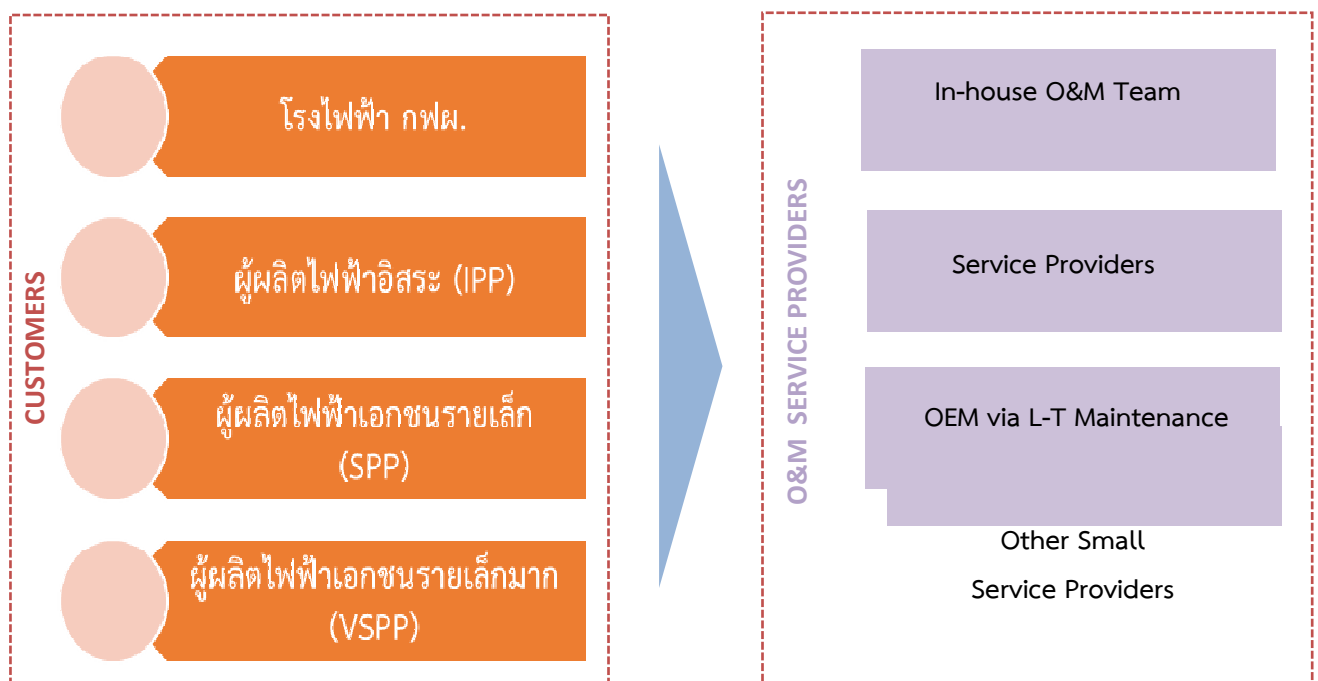 CUSTOMERS
โรงไฟฟ้า กฟผ.
ผู้ผลิตไฟฟ้าอิสระ (IPP)
ผู้ผลิตไฟฟ้าเอกชนรายเล็ก
(SPP)
ผู้ผลิตไฟฟ้าเอกชนรายเล็กมาก
(VSPP)
O&M SERVICE PROVIDERS
In-house O&M Team
Service Providers
OEM via L-T Maintenance
Other Small
Service Providers